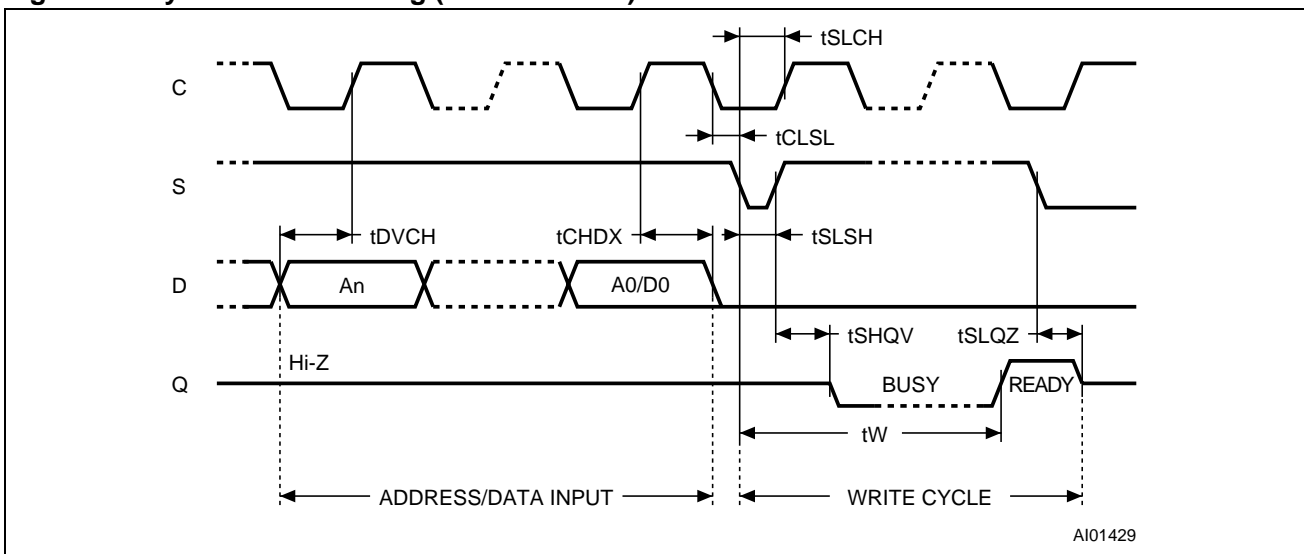 tSLCH
C
tCLSL
S
tDVCH
tCHDX
tSLSH
D
An
A0/D0
tSHQV
tSLQZ
Hi-Z
Q
BUSY
READY
tW
ADDRESS/DATA INPUT
WRITE CYCLE
AI01429